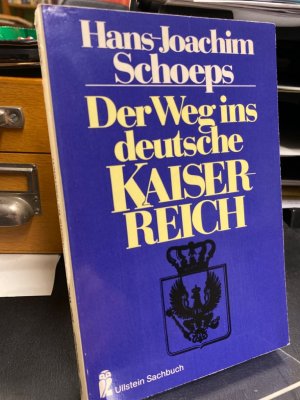 Hans-Joachim
Schoeps
Der Weg ins
deutsche
KAISER-
REICH
Ullstein Sachbuch